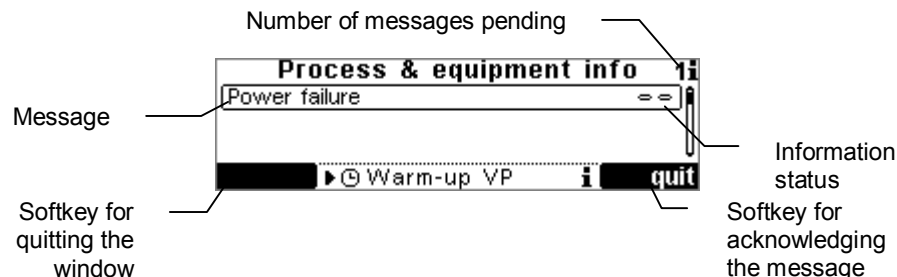 Number of messages pending
Process & equipment info 1i
Message
Power failure
Information
status
Warm-up VP i quit
Softkey for
quitting the
window
Softkey for
acknowledging
the message